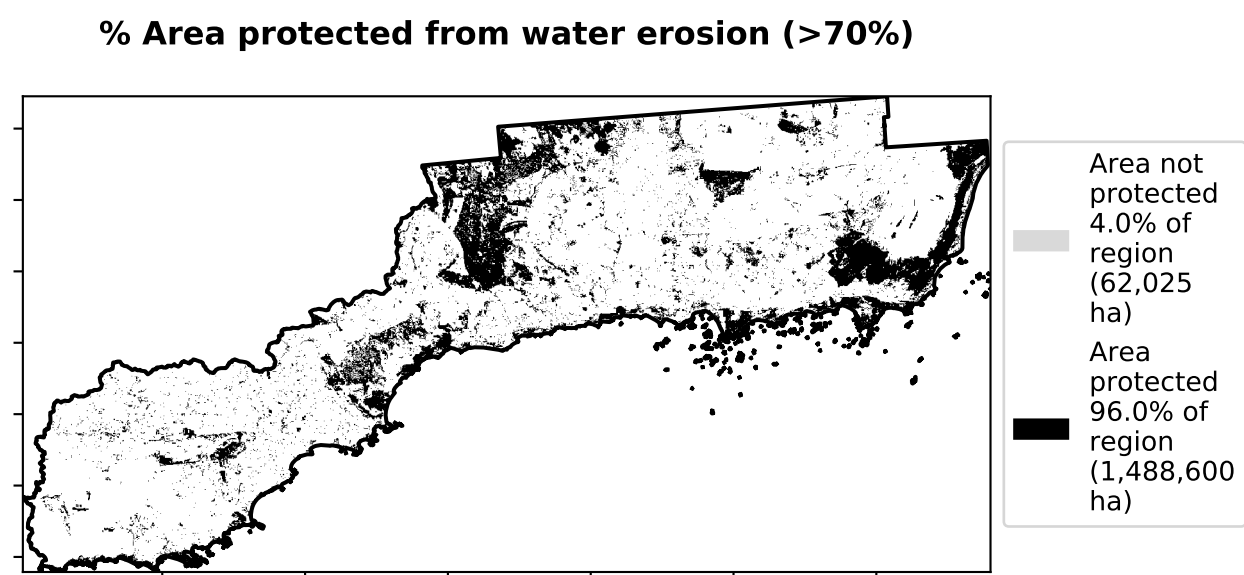 % Area protected from water erosion (>70%)
Area not
protected
4.0% of
region
(62,025
ha)
Area
protected
96.0% of
region
(1,488,600
ha)